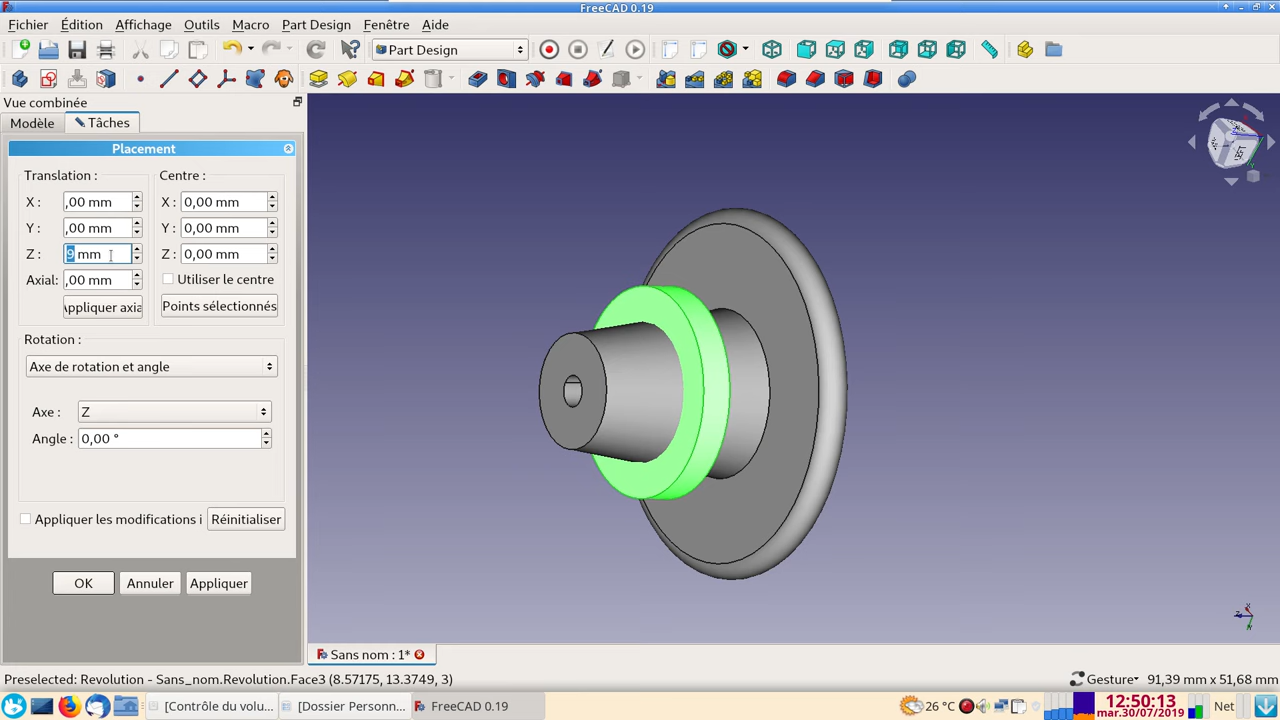 FreeCAD 0.19
Fichier Édition Affichage Outils Macro Part Design Fenêtre Aide
Part Design
Vue combinée
Modèle Tâches
Placement
Translation : Centre :
X : ,00 mm X : 0,00 mm
Y : ,00 mm Y : 0,00 mm
Z : 9 mm Z : 0,00 mm
Axial: ,00 mm Utiliser le centre
\ppliquer axia Points sélectionnés
Rotation :
Axe de rotation et angle
Axe : Z
Angle : 0,00 °
Appliquer les modifications i Réinitialiser
OK Annuler Appliquer
Sans nom : 1*
Preselected: Revolution - Sans_nom.Revolution.Face3 (8.57175, 13.3749, 3) Gesture 91,39 mm x 51,68 mm
[Contrôle du volu... [Dossier Personn... FreeCAD 0.19 26 °C 12:50:13 Net
mar.30/07/2019